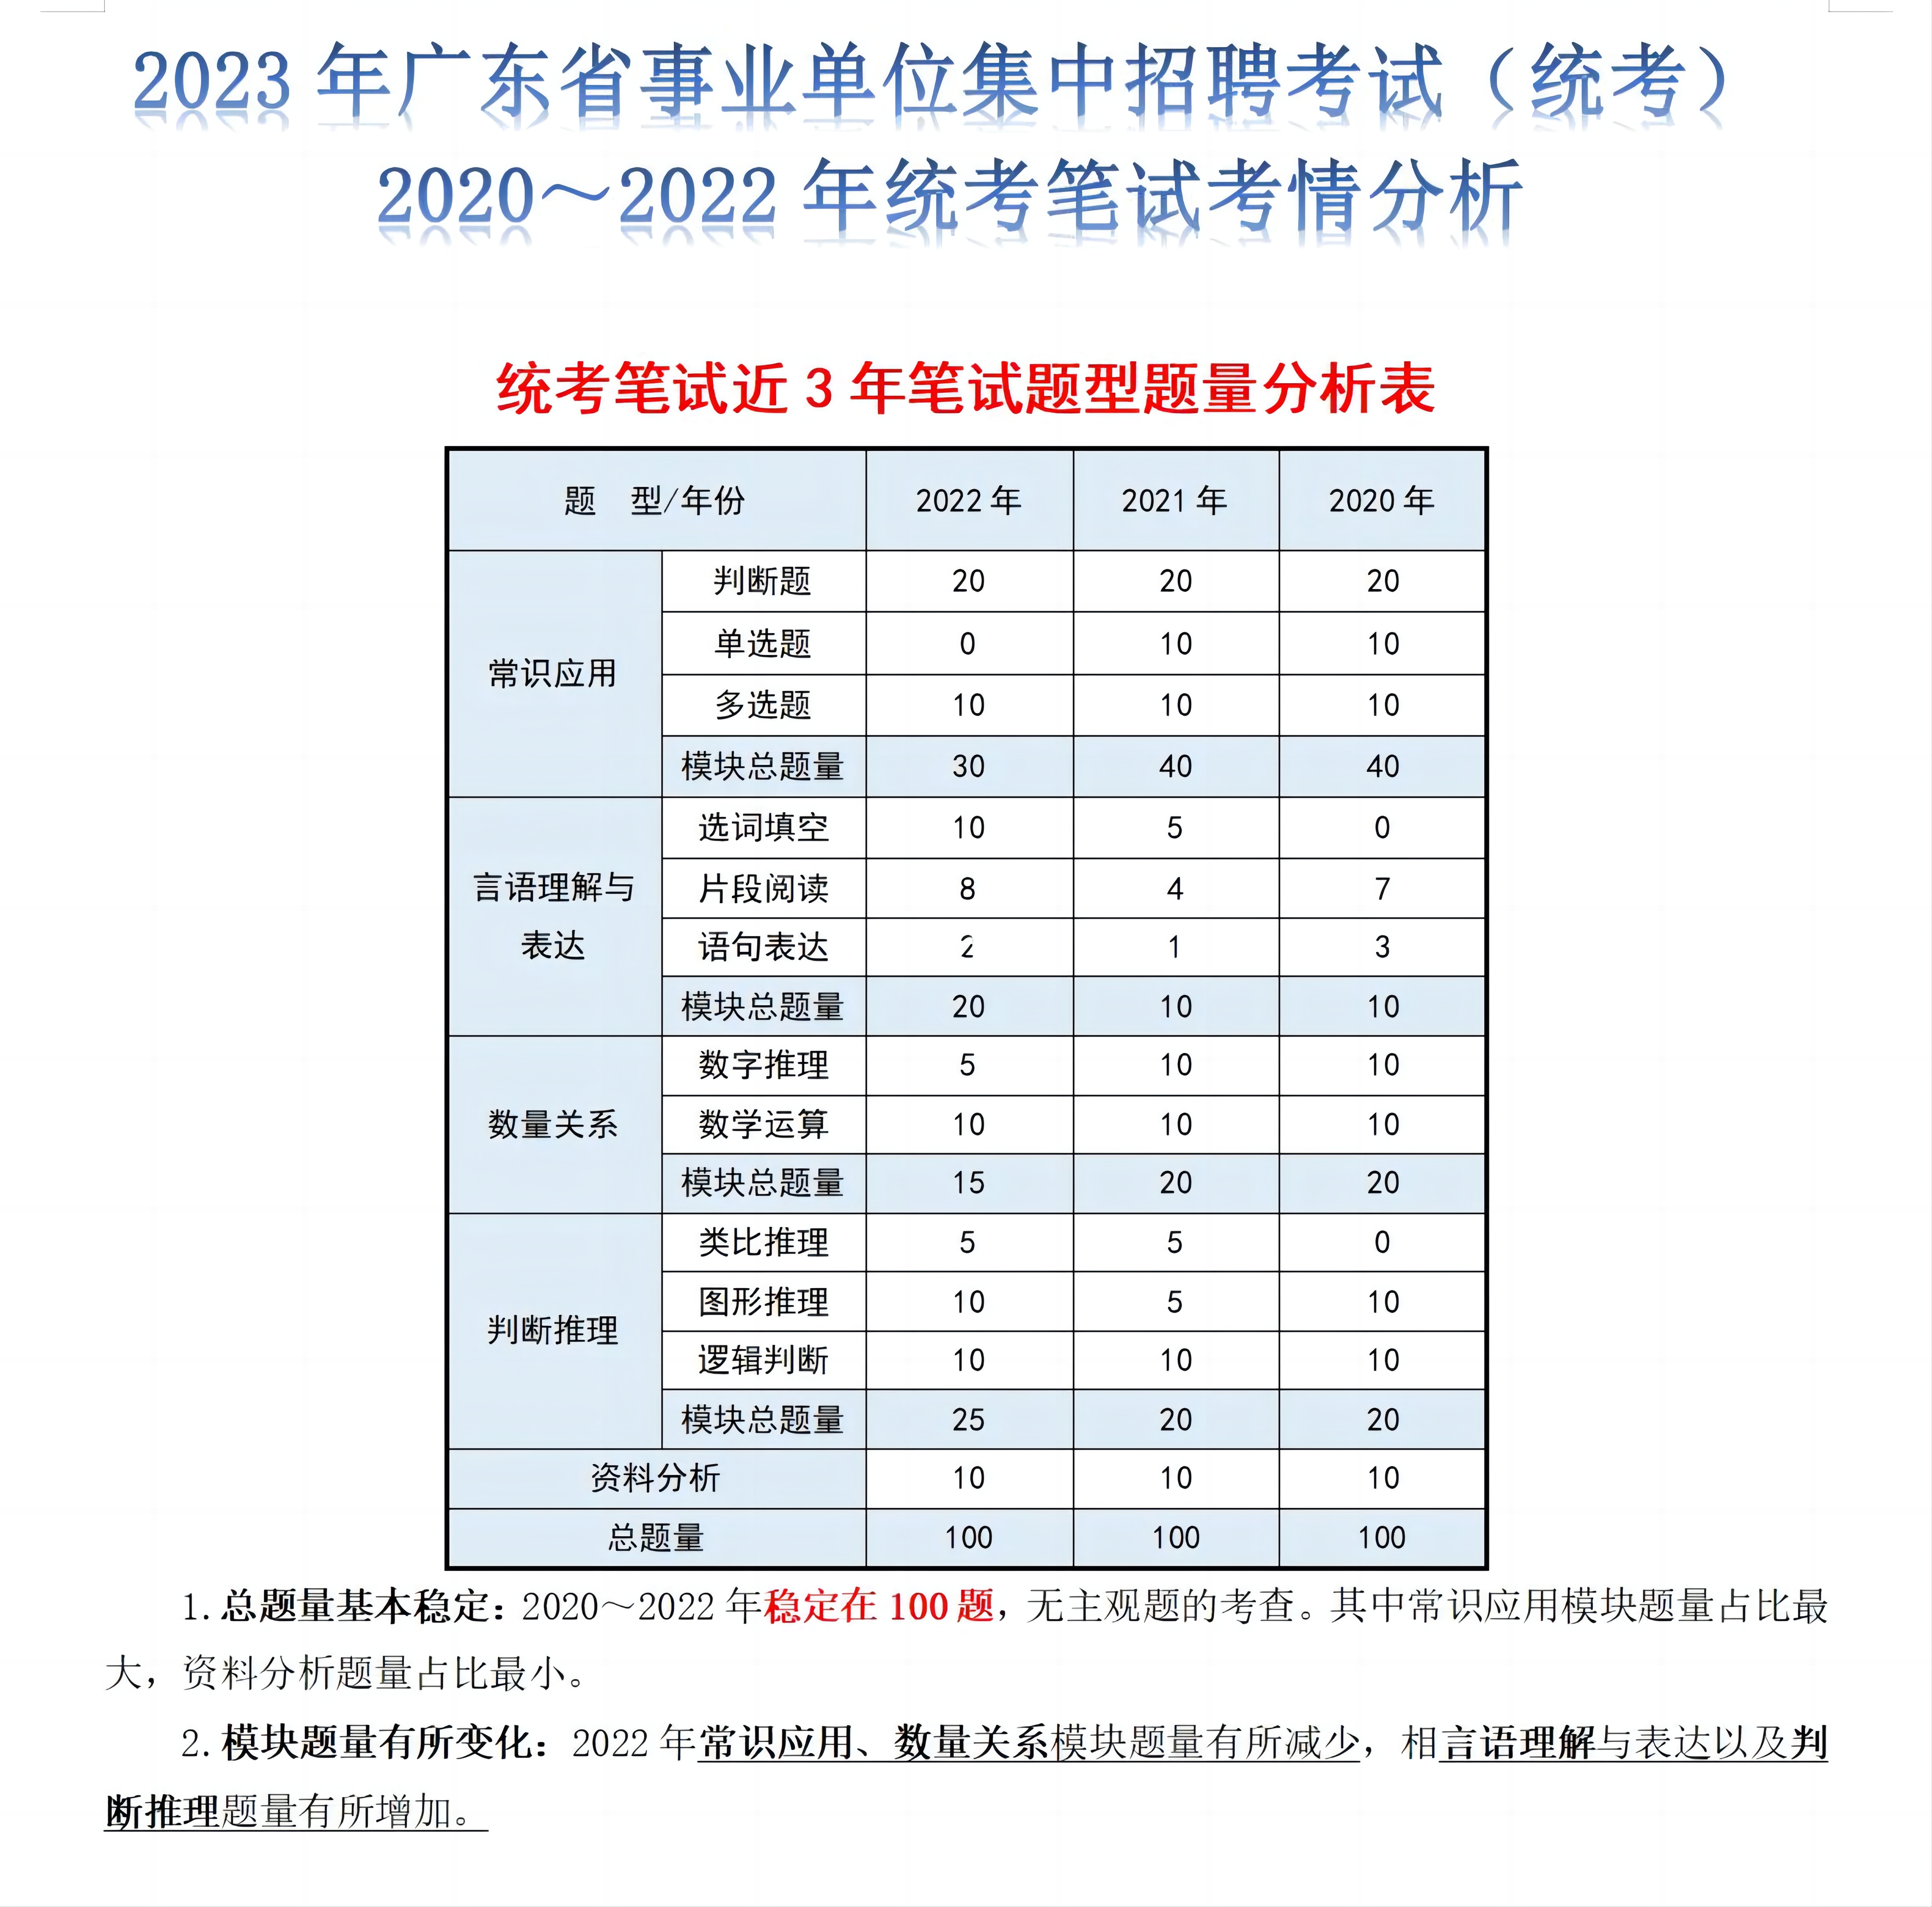 2023 年广东省事业单位集中招聘考试（统考）
2020～2022 年统考笔试考情分析
统考笔试近 3 年笔试题型题量分析表
题 型/年份 2022 年 2021 年 2020 年
常识应用
判断题 20 20 20
单选题 0 10 10
多选题 10 10 10
模块总题量 30 40 40
言语理解与
表达
选词填空 10 5 0
片段阅读 8 4 7
语句表达 2 1 3
模块总题量 20 10 10
数量关系
数字推理 5 10 10
数学运算 10 10 10
模块总题量 15 20 20
判断推理
类比推理 5 5 0
图形推理 10 5 10
逻辑判断 10 10 10
模块总题量 25 20 20
资料分析 10 10 10
总题量 100 100 100
1.总题量基本稳定：2020～2022 年稳定在 100 题，无主观题的考查。其中常识应用模块题量占比最
大，资料分析题量占比最小。
2.模块题量有所变化：2022 年常识应用、数量关系模块题量有所减少，相言语理解与表达以及判
断推理题量有所增加。